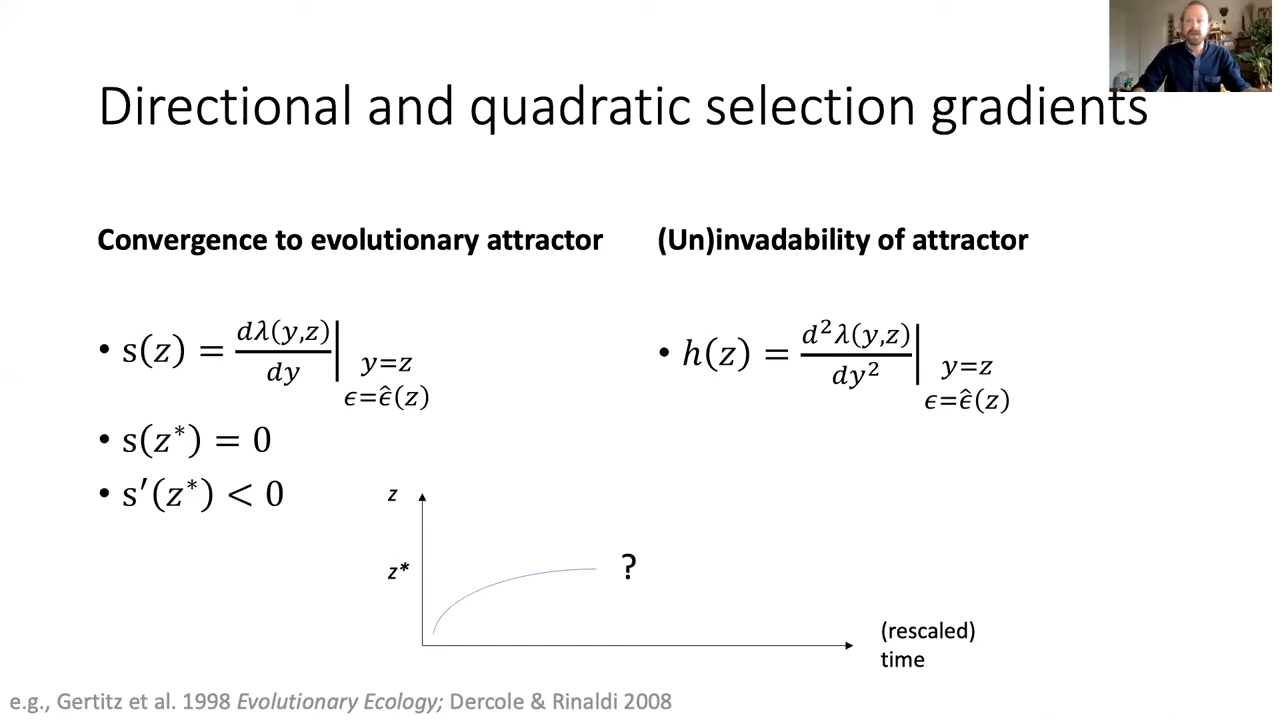 Directional and quadratic selection gradients
Convergence to evolutionary attractor
• s(z) = dλ(y,z)/dy | y=z ϵ=ϵ̂(z)
• s(z*) = 0
• s′(z*) < 0
(Un)invadability of attractor
• h(z) = d²λ(y,z)/dy² | y=z ϵ=ϵ̂(z)
z
z*
?
(rescaled)
time
e.g., Gertitz et al. 1998 Evolutionary Ecology; Dercole & Rinaldi 2008